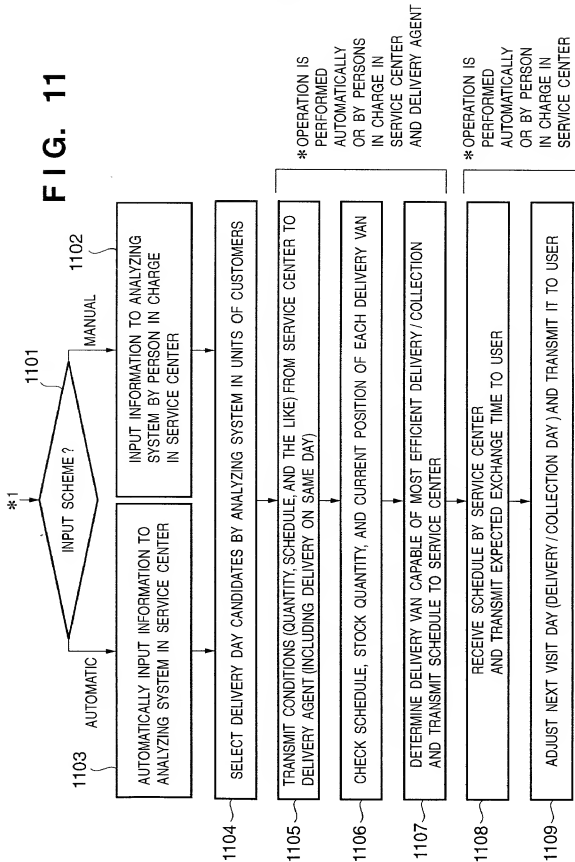 FIG. 11
*1
1101
INPUT SCHEME ?
AUTOMATIC
MANUAL
1103
AUTOMATICALLY INPUT INFORMATION TO
ANALYZING SYSTEM IN SERVICE CENTER
1102
INPUT INFORMATION TO ANALYZING
SYSTEM BY PERSON IN CHARGE
IN SERVICE CENTER
1104
SELECT DELIVERY DAY CANDIDATES BY ANALYZING SYSTEM IN UNITS OF CUSTOMERS
1105
TRANSMIT CONDITIONS (QUANTITY, SCHEDULE, AND THE LIKE) FROM SERVICE CENTER TO
DELIVERY AGENT (INCLUDING DELIVERY ON SAME DAY)
1106
CHECK SCHEDULE, STOCK QUANTITY, AND CURRENT POSITION OF EACH DELIVERY VAN
1107
DETERMINE DELIVERY VAN CAPABLE OF MOST EFFICIENT DELIVERY / COLLECTION
AND TRANSMIT SCHEDULE TO SERVICE CENTER
* OPERATION IS
PERFORMED
AUTOMATICALLY
OR BY PERSONS
IN CHARGE IN
SERVICE CENTER
AND DELIVERY AGENT
1108
RECEIVE SCHEDULE BY SERVICE CENTER
AND TRANSMIT EXPECTED EXCHANGE TIME TO USER
1109
ADJUST NEXT VISIT DAY (DELIVERY / COLLECTION DAY) AND TRANSMIT IT TO USER
* OPERATION IS
PERFORMED
AUTOMATICALLY
OR BY PERSON
IN CHARGE IN
SERVICE CENTER